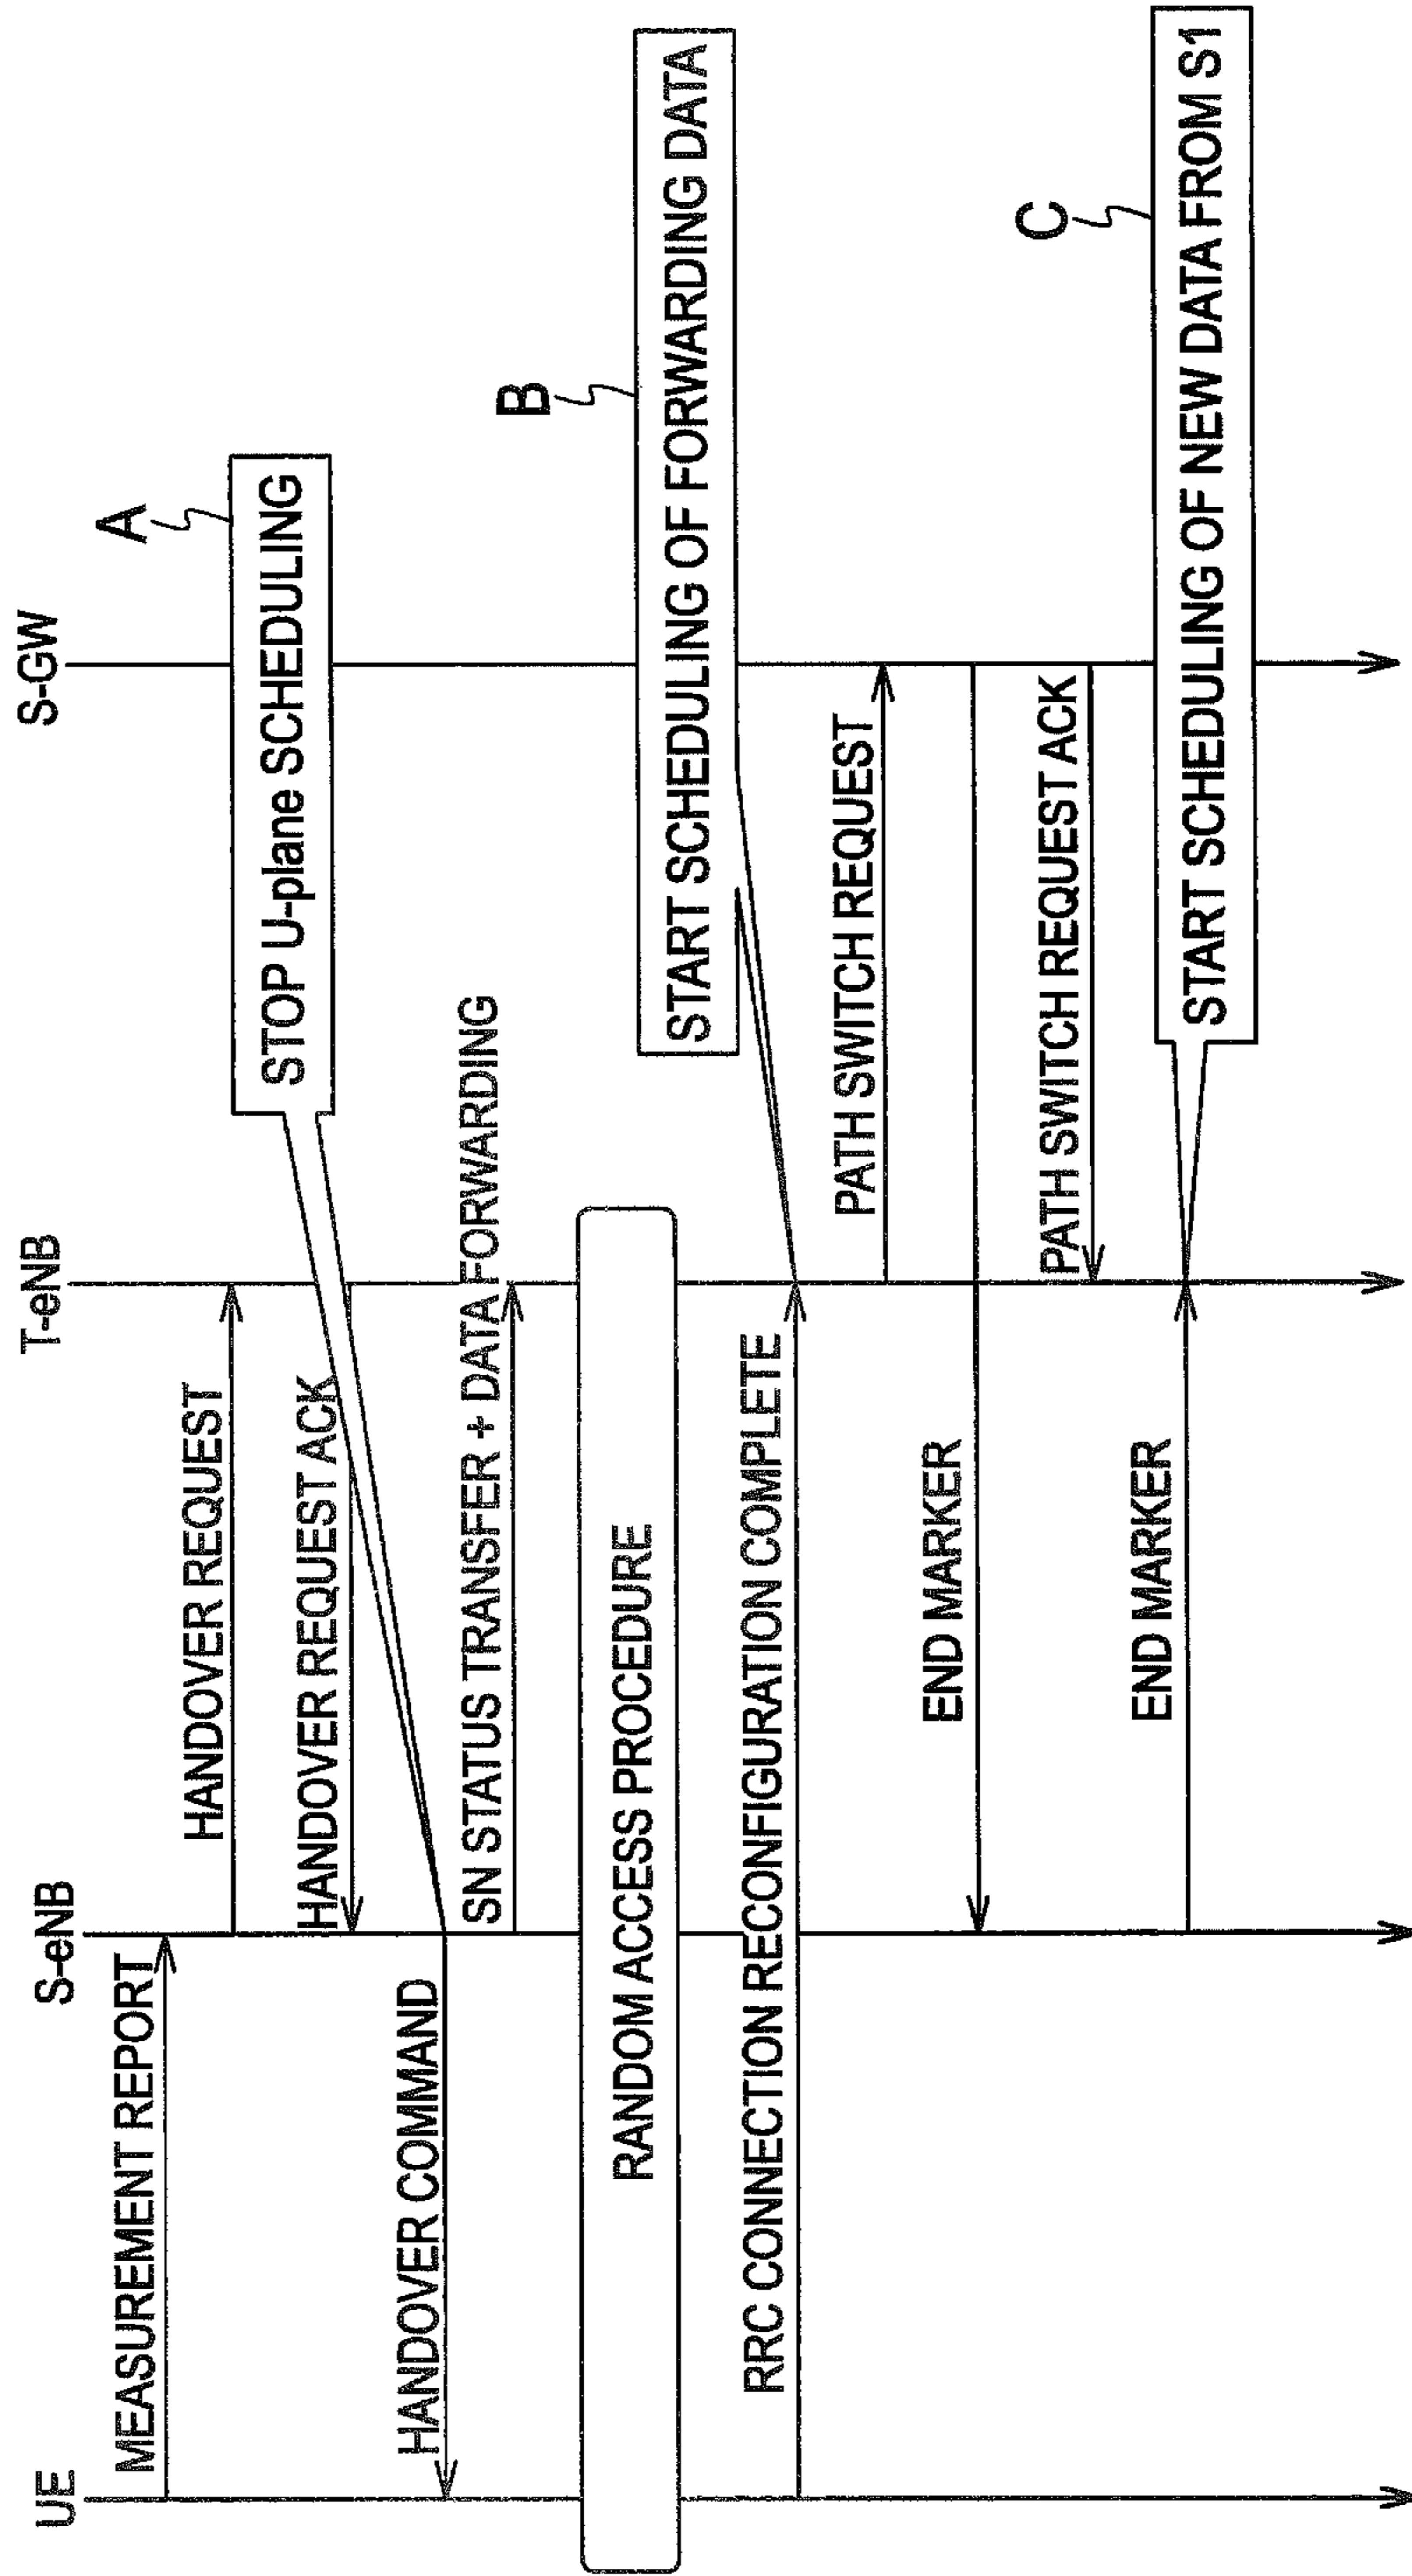 UE
S-eNB
T-eNB
S-GW
MEASUREMENT REPORT
HANDOVER REQUEST
A
STOP U-plane SCHEDULING
HANDOVER REQUEST ACK
HANDOVER COMMAND
SN STATUS TRANSFER + DATA FORWARDING
B
RANDOM ACCESS PROCEDURE
START SCHEDULING OF FORWARDING DATA
RRC CONNECTION RECONFIGURATION COMPLETE
PATH SWITCH REQUEST
END MARKER
PATH SWITCH REQUEST ACK
C
END MARKER
START SCHEDULING OF NEW DATA FROM S1